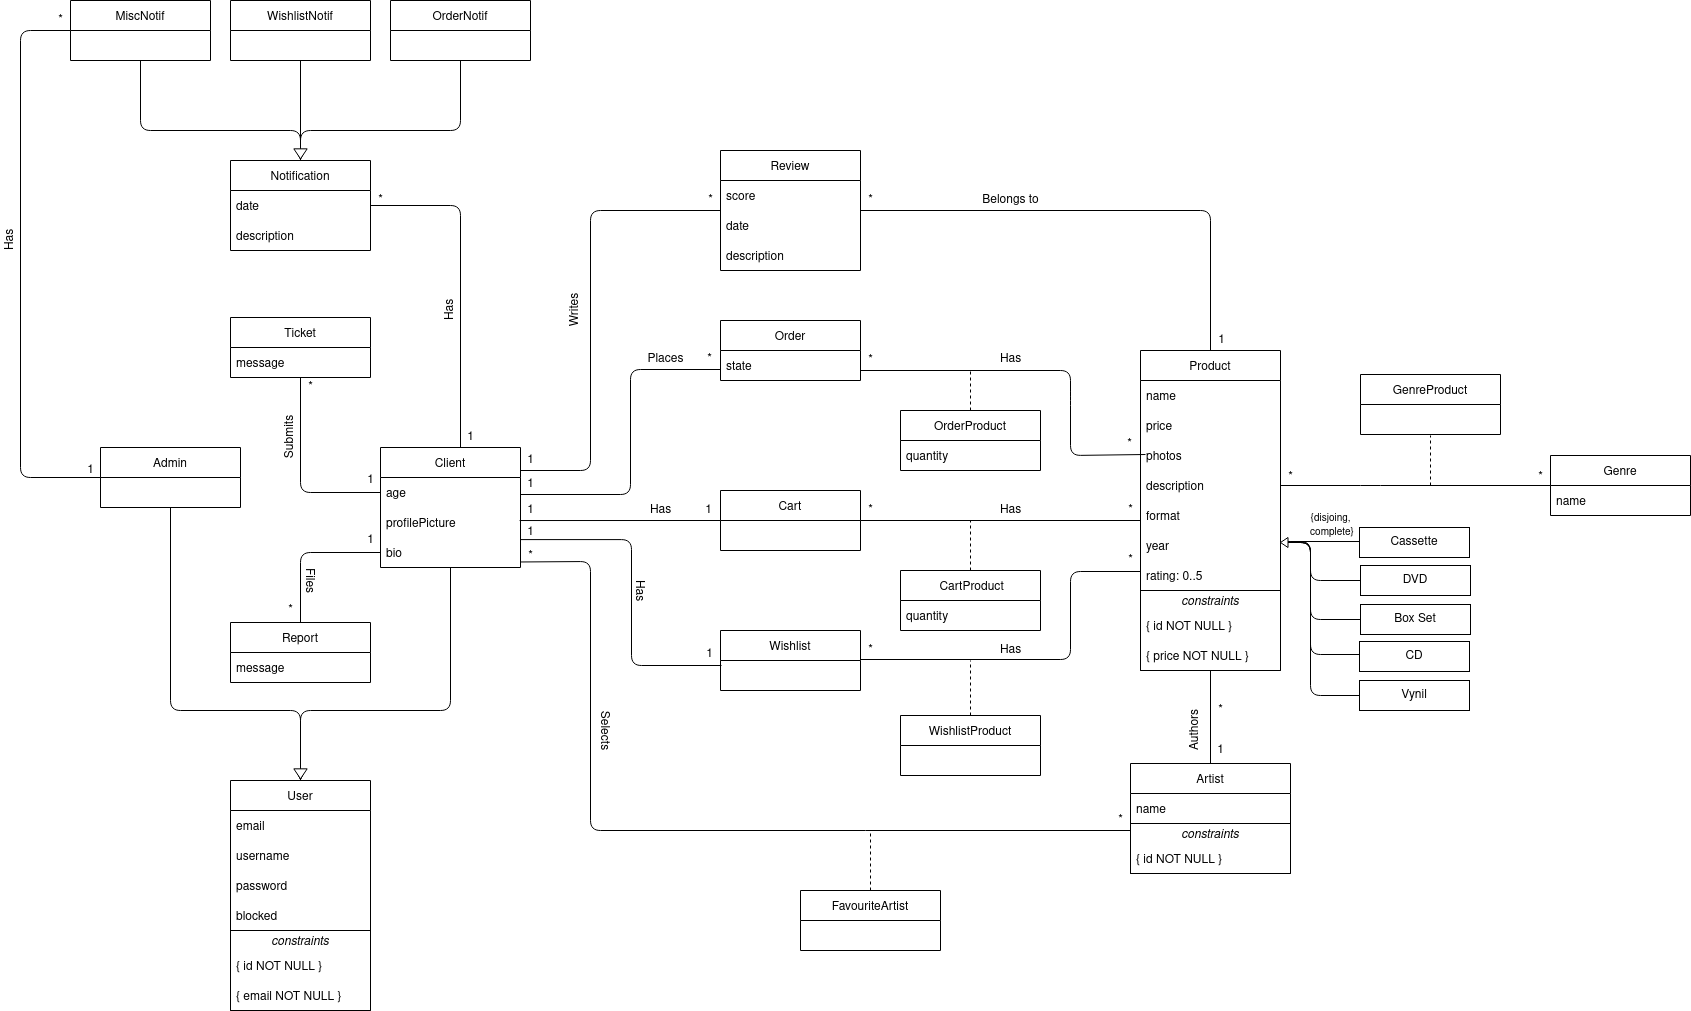 MiscNotif
*
WishlistNotif
OrderNotif
Has
Notification
date
description
*
Has
1
Ticket
message
*
Submits
1
Admin
1
Client
age
profilePicture
bio
1
Files
*
Report
message
User
email
username
password
blocked
constraints
{ id NOT NULL }
{ email NOT NULL }
1
Writes
*
Review
score
date
description
*
Belongs to
1
1
Places
*
Order
state
*
Has
*
OrderProduct
quantity
1
Has
1
Cart
*
Has
*
CartProduct
quantity
1
Has
1
Wishlist
*
Has
*
WishlistProduct
*
Selects
*
FavouriteArtist
Product
name
price
photos
description
format
year
rating: 0..5
constraints
{ id NOT NULL }
{ price NOT NULL }
*
GenreProduct
*
Genre
name
{disjoing,
complete}
Cassette
DVD
Box Set
CD
Vynil
*
Authors
1
Artist
name
constraints
{ id NOT NULL }